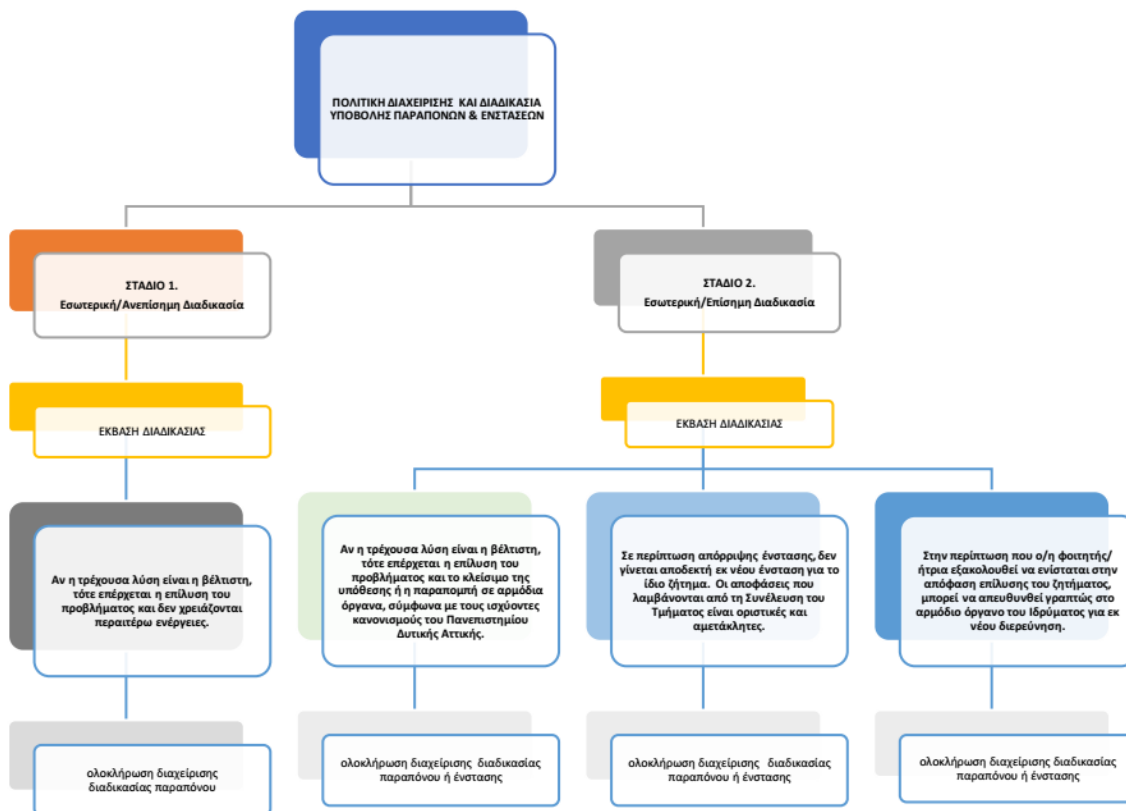 ΠΟΛΙΤΙΚΗ ΔΙΑΧΕΙΡΙΣΗΣ ΚΑΙ ΔΙΑΔΙΚΑΣΙΑ
ΥΠΟΒΟΛΗΣ ΠΑΡΑΠΟΝΩΝ & ΕΝΣΤΑΣΕΩΝ
ΣΤΑΔΙΟ 1.
Εσωτερική/Ανεπίσημη Διαδικασία
ΣΤΑΔΙΟ 2.
Εσωτερική/Επίσημη Διαδικασία
ΕΚΒΑΣΗ ΔΙΑΔΙΚΑΣΙΑΣ
ΕΚΒΑΣΗ ΔΙΑΔΙΚΑΣΙΑΣ
Αν η τρέχουσα λύση είναι η βέλτιστη,
τότε επέρχεται η επίλυση του
προβλήματος και δεν χρειάζονται
περαιτέρω ενέργειες.
Αν η τρέχουσα λύση είναι η βέλτιστη,
τότε επέρχεται η επίλυση του
προβλήματος και το κλείσιμο της
υπόθεσης ή η παραπομπή σε αρμόδια
όργανα, σύμφωνα με τους ισχύοντες
κανονισμούς του Πανεπιστημίου
Δυτικής Αττικής.
Σε περίπτωση απόρριψης ένστασης, δεν
γίνεται αποδεκτή εκ νέου ένσταση για το
ίδιο ζήτημα. Οι αποφάσεις που
λαμβάνονται από τη Συνέλευση του
Τμήματος είναι οριστικές και
αμετάκλητες.
Στην περίπτωση που ο/η φοιτητής/
ήτρια εξακολουθεί να ενίσταται στην
απόφαση επίλυσης του ζητήματος,
μπορεί να απευθυνθεί γραπτώς στο
αρμόδιο όργανο του Ιδρύματος για εκ
νέου διερεύνηση.
ολοκλήρωση διαχείρισης
διαδικασίας παραπόνου
ολοκλήρωση διαχείρισης διαδικασίας
παραπόνου ή ένστασης
ολοκλήρωση διαχείρισης διαδικασίας
παραπόνου ή ένστασης
ολοκλήρωση διαχείρισης διαδικασίας
παραπόνου ή ένστασης